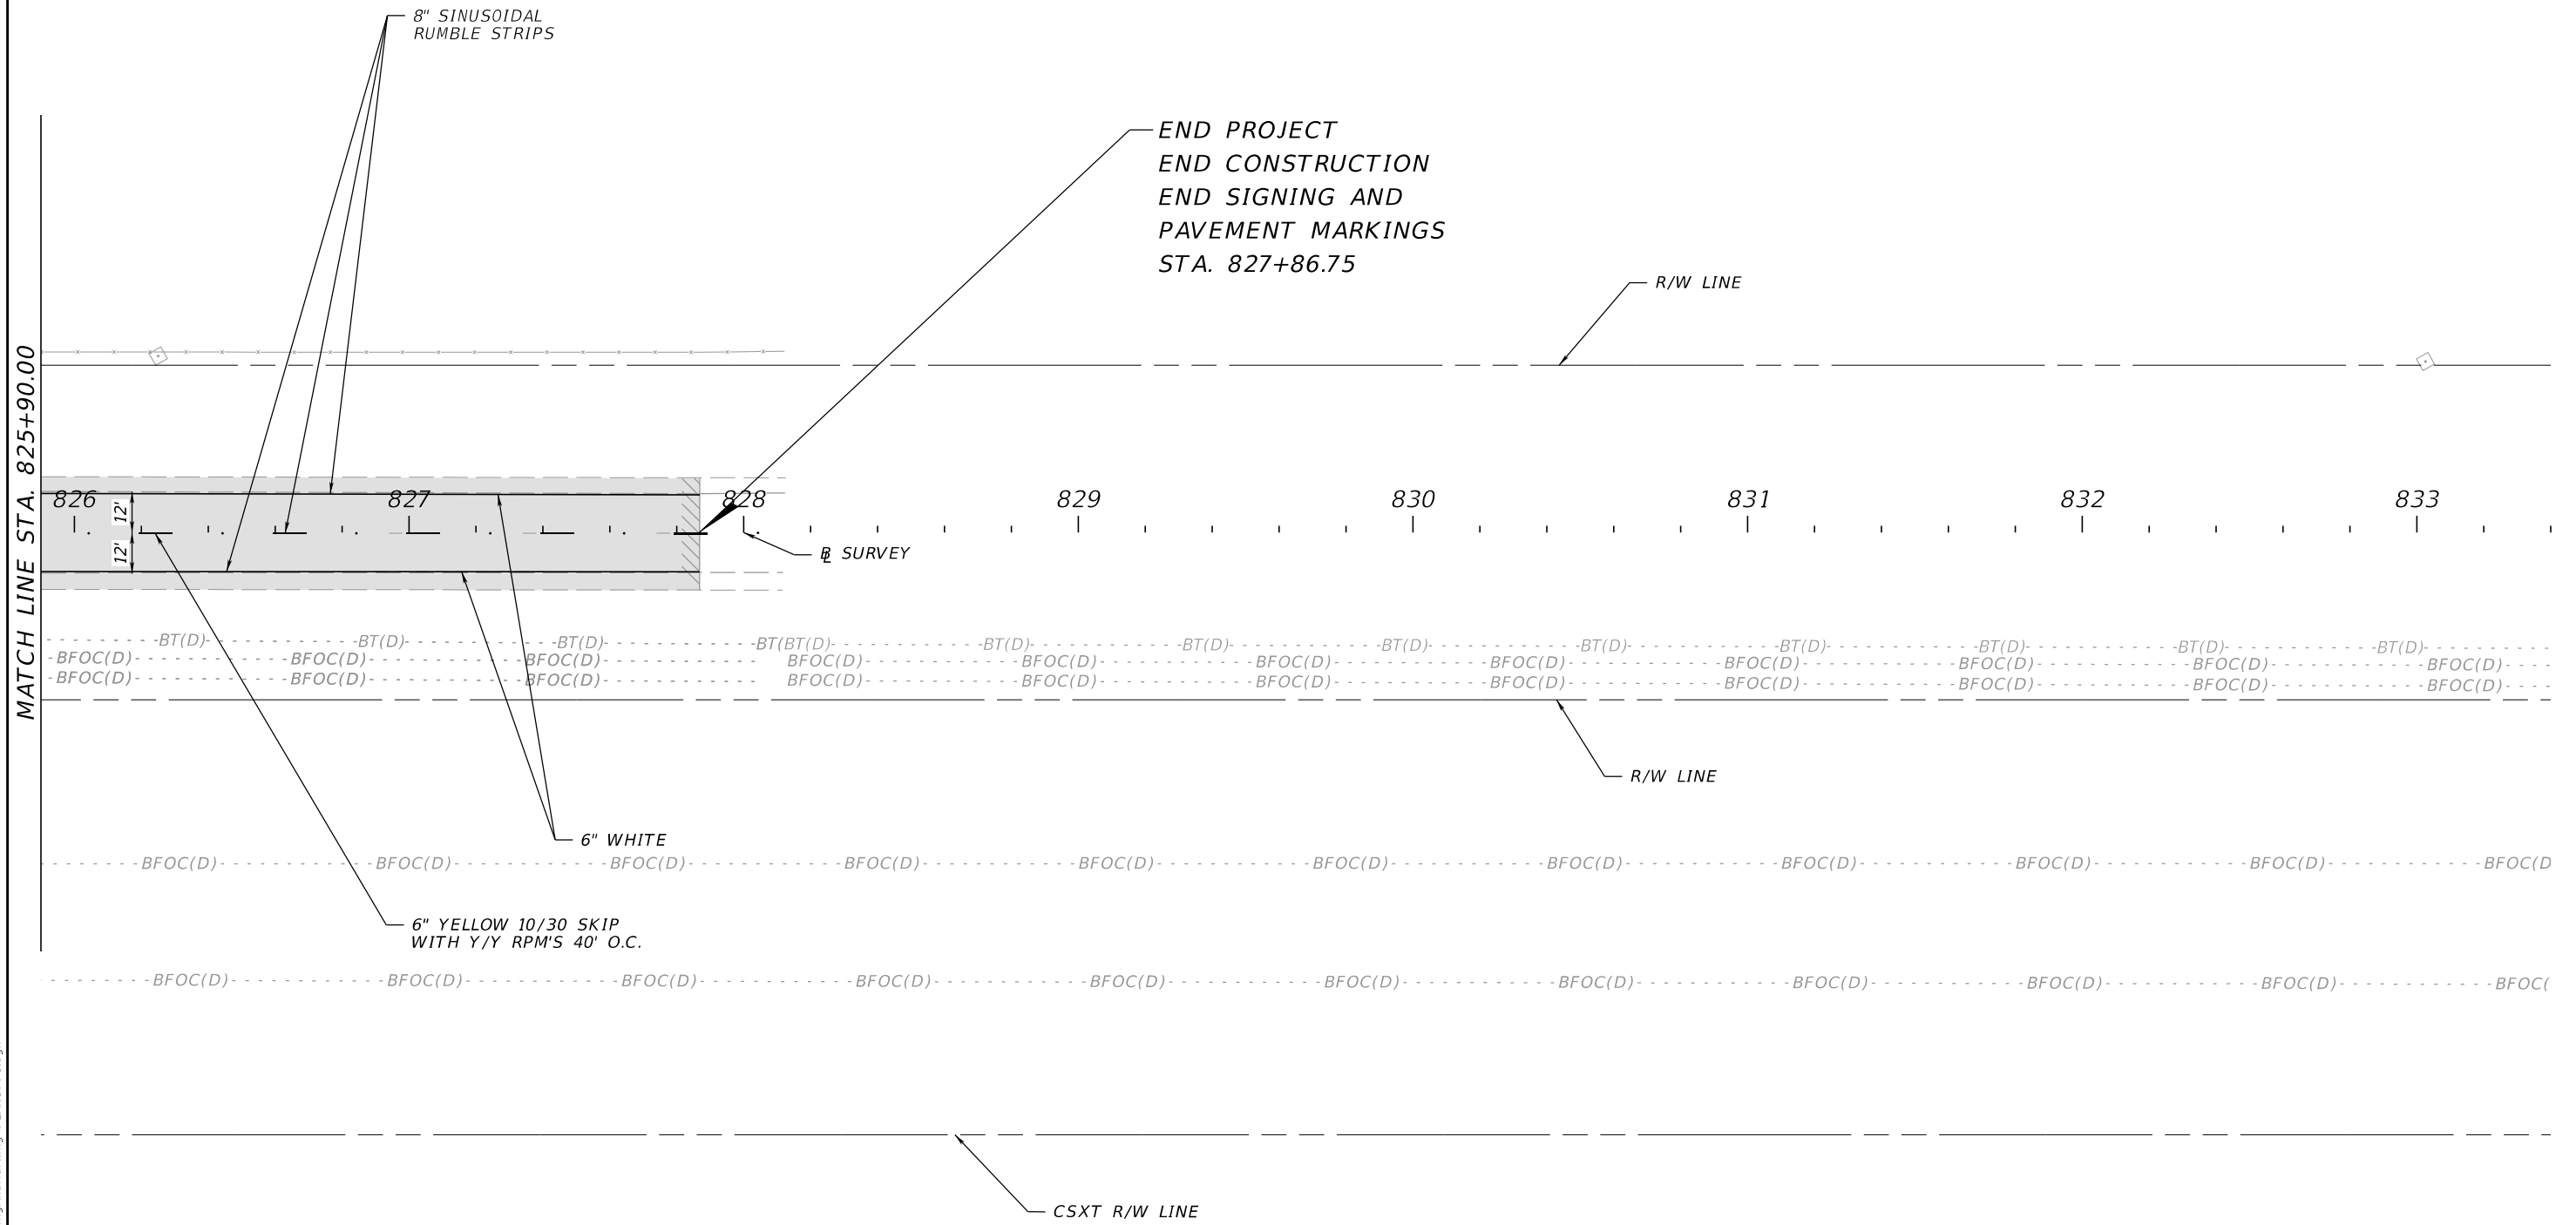 8" SINUSOIDAL
RUMBLE STRIPS
END PROJECT
END CONSTRUCTION
END SIGNING AND
PAVEMENT MARKINGS
STA. 827+86.75
R/W LINE
MATCH LINE STA. 825+90.00
826 827 828 829 830 831 832 833
12'
12'
BL SURVEY
BT(D) BT(D) BT(D) BT(BT(D) BT(D) BT(D) BT(D) BT(D) BT(D) BT(D) BT(D) BT(D)
BFOC(D) BFOC(D) BFOC(D) BFOC(D) BFOC(D) BFOC(D) BFOC(D) BFOC(D) BFOC(D) BFOC(D) BFOC(D)
BFOC(D) BFOC(D) BFOC(D) BFOC(D) BFOC(D) BFOC(D) BFOC(D) BFOC(D) BFOC(D) BFOC(D) BFOC(D)
R/W LINE
6" WHITE
BFOC(D) BFOC(D) BFOC(D) BFOC(D) BFOC(D) BFOC(D) BFOC(D) BFOC(D) BFOC(D) BFOC(D) BFOC(D
6" YELLOW 10/30 SKIP
WITH Y/Y RPM'S 40' O.C.
BFOC(D) BFOC(D) BFOC(D) BFOC(D) BFOC(D) BFOC(D) BFOC(D) BFOC(D) BFOC(D) BFOC(D) BFOC(
CSXT R/W LINE